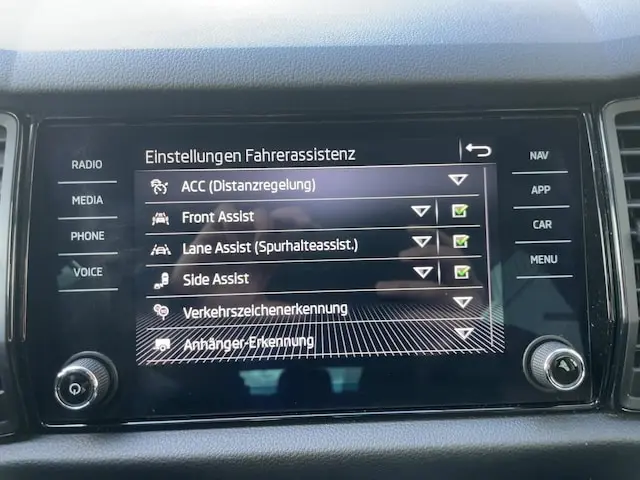 RADIO
MEDIA
PHONE
VOICE
Einstellungen Fahrerassistenz
ACC (Distanzregelung)
Front Assist
Lane Assist (Spurhalteassist.)
Side Assist
Verkehrszeichenerkennung
Anhänger-Erkennung
NAV
APP
CAR
MENU